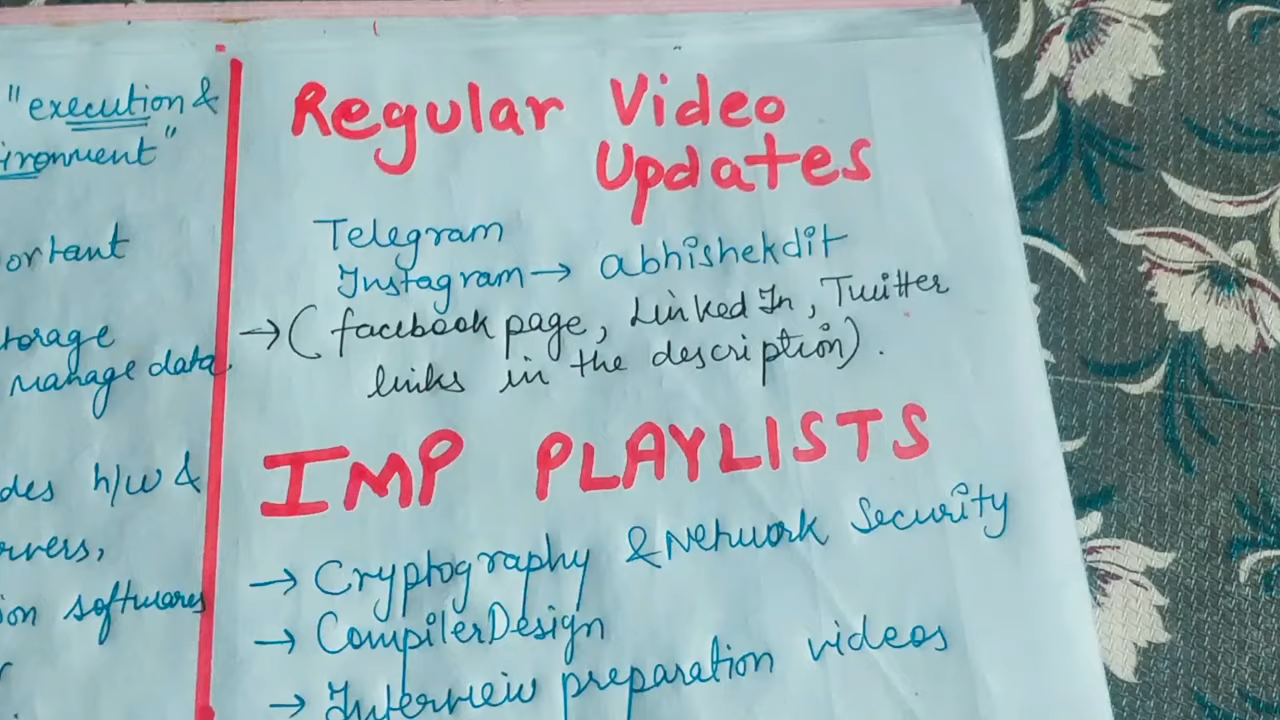 "execution &
ironment"
ortant
torage
manage data
des h/w &
rvers,
ion softwares
Regular Video
Updates
Telegram
Instagram → abhishekdit
→ (facebook page, LinkedIn, Twitter
links in the description).
IMP PLAYLISTS
→ Cryptography & Network Security
→ CompilerDesign
→ Interview preparation videos